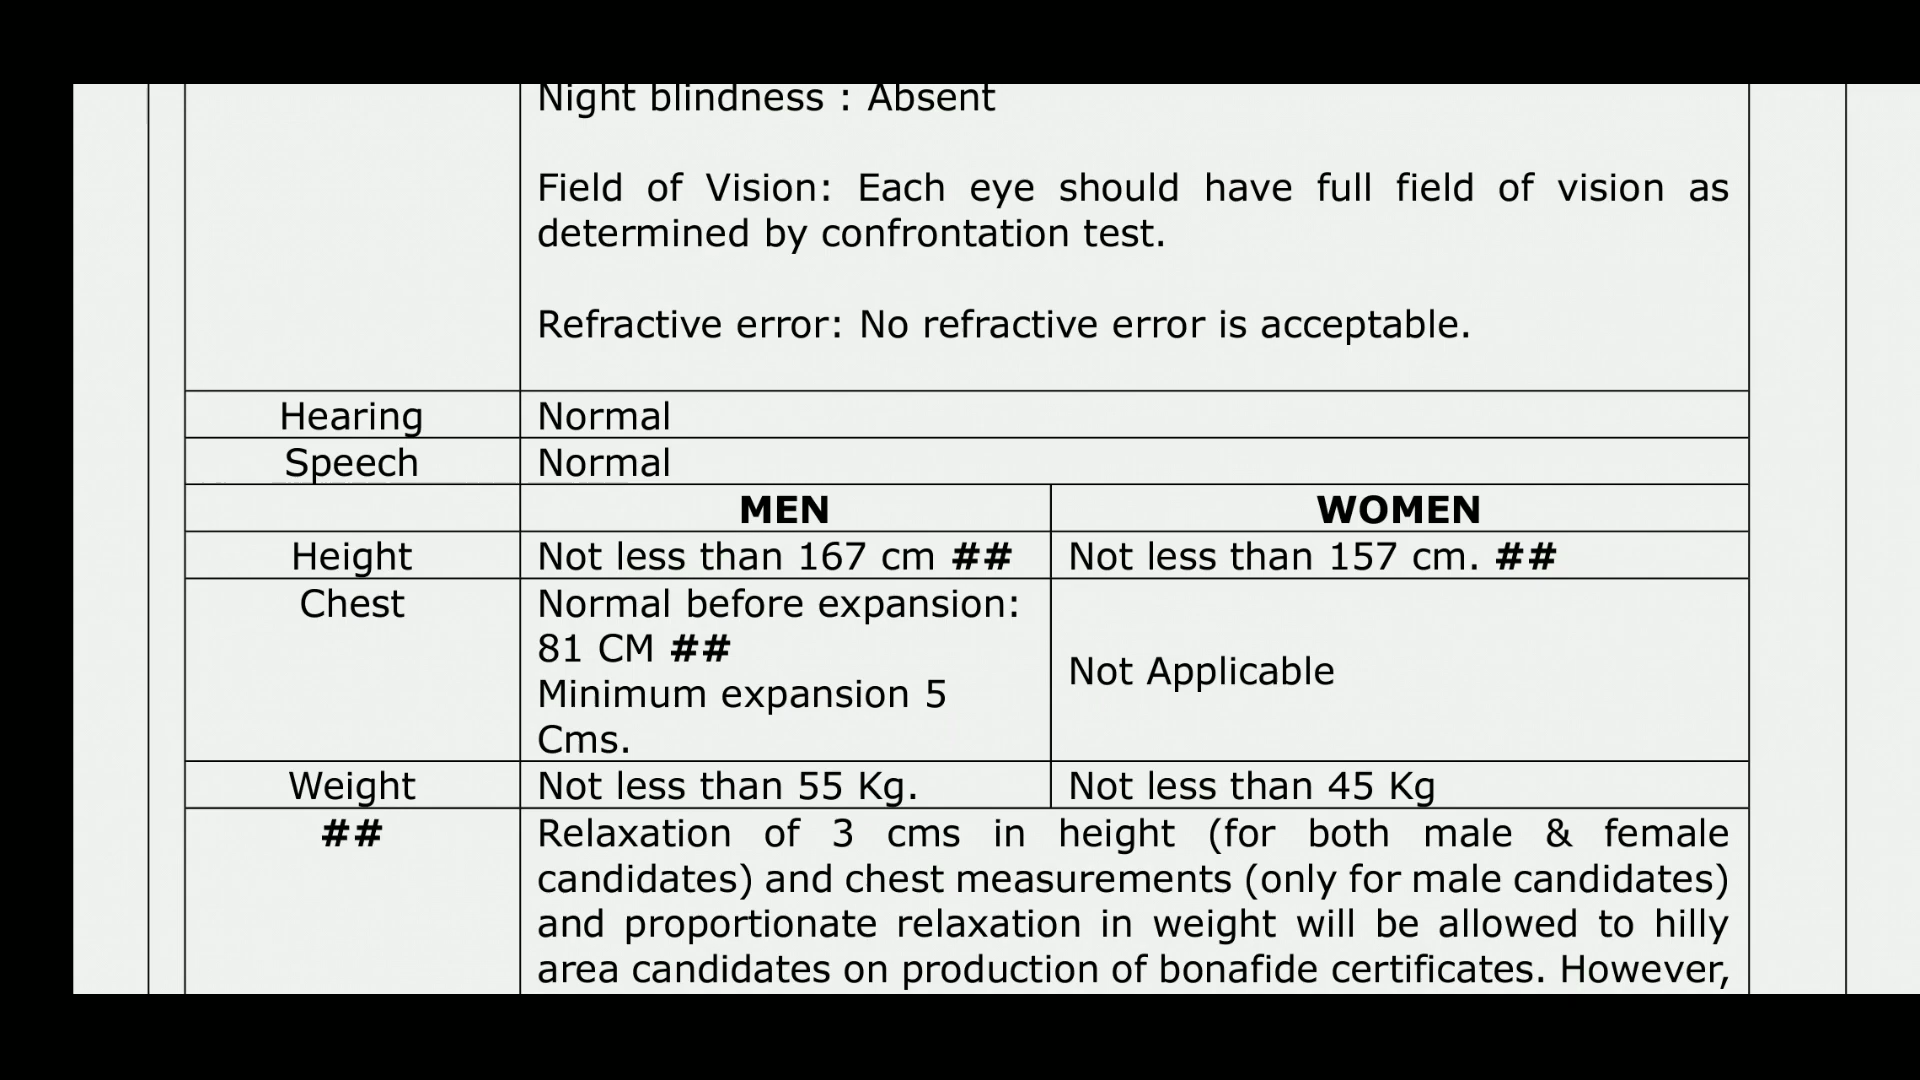 Night blindness : Absent
Field of Vision: Each eye should have full field of vision as
determined by confrontation test.
Refractive error: No refractive error is acceptable.
Hearing Normal
Speech Normal
MEN WOMEN
Height Not less than 167 cm ## Not less than 157 cm. ##
Chest Normal before expansion:
81 CM ##
Minimum expansion 5
Cms.
Not Applicable
Weight Not less than 55 Kg. Not less than 45 Kg
## Relaxation of 3 cms in height (for both male & female
candidates) and chest measurements (only for male candidates)
and proportionate relaxation in weight will be allowed to hilly
area candidates on production of bonafide certificates. However,